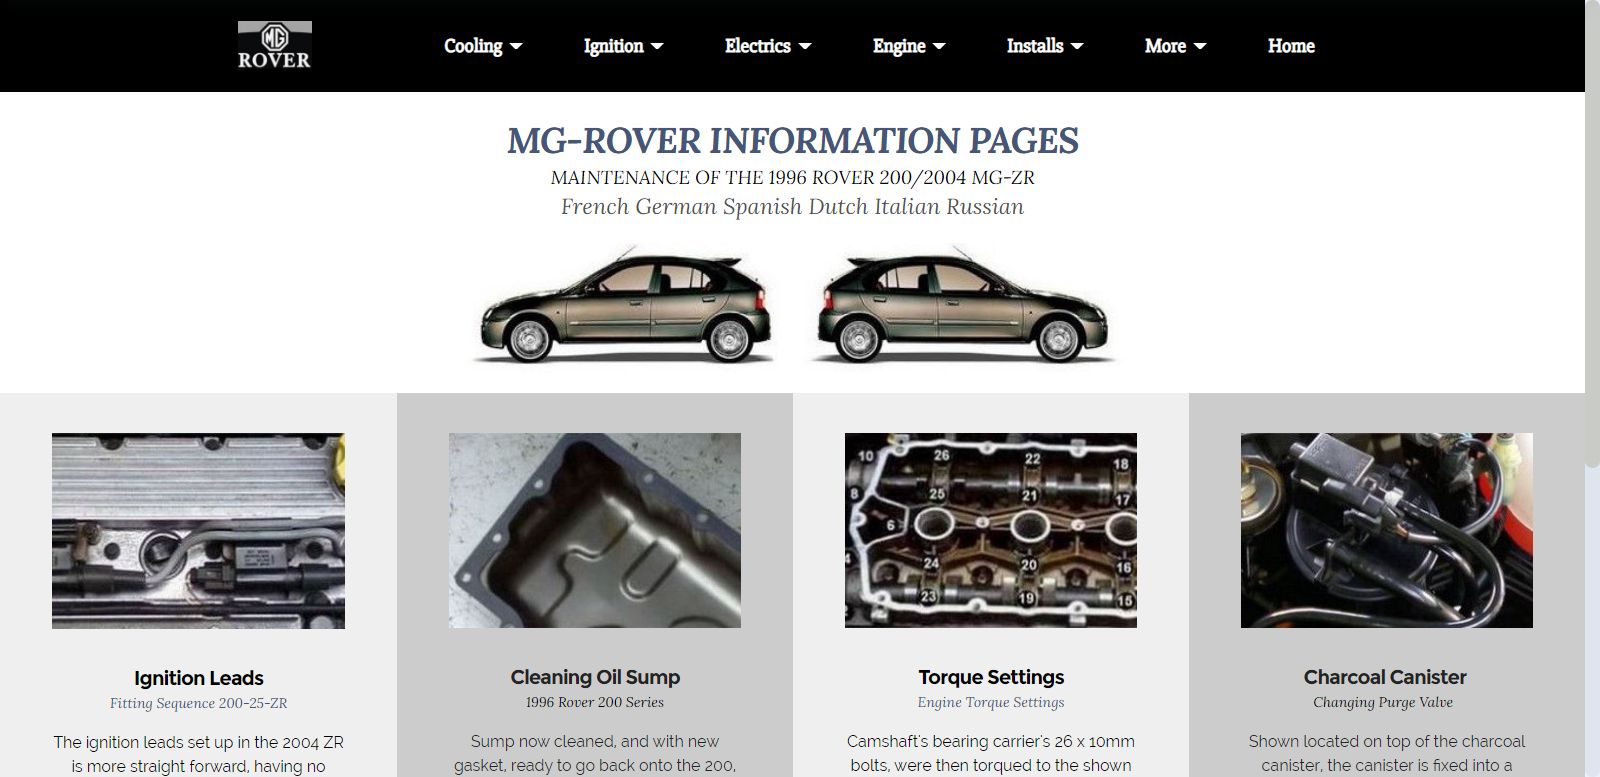 MG
ROVER
Cooling
Ignition
Electrics
Engine
Installs
More
Home
MG-ROVER INFORMATION PAGES
MAINTENANCE OF THE 1996 ROVER 200/2004 MG-ZR
French German Spanish Dutch Italian Russian
10 26 22 18
8 25 21 17
6
24 20 16
23 19 15
Ignition Leads
Fitting Sequence 200-25-ZR
The ignition leads set up in the 2004 ZR
is more straight forward, having no
Cleaning Oil Sump
1996 Rover 200 Series
Sump now cleaned, and with new
gasket, ready to go back onto the 200,
Torque Settings
Engine Torque Settings
Camshaft's bearing carrier's 26 x 10mm
bolts, were then torqued to the shown
Charcoal Canister
Changing Purge Valve
Shown located on top of the charcoal
canister, the canister is fixed into a